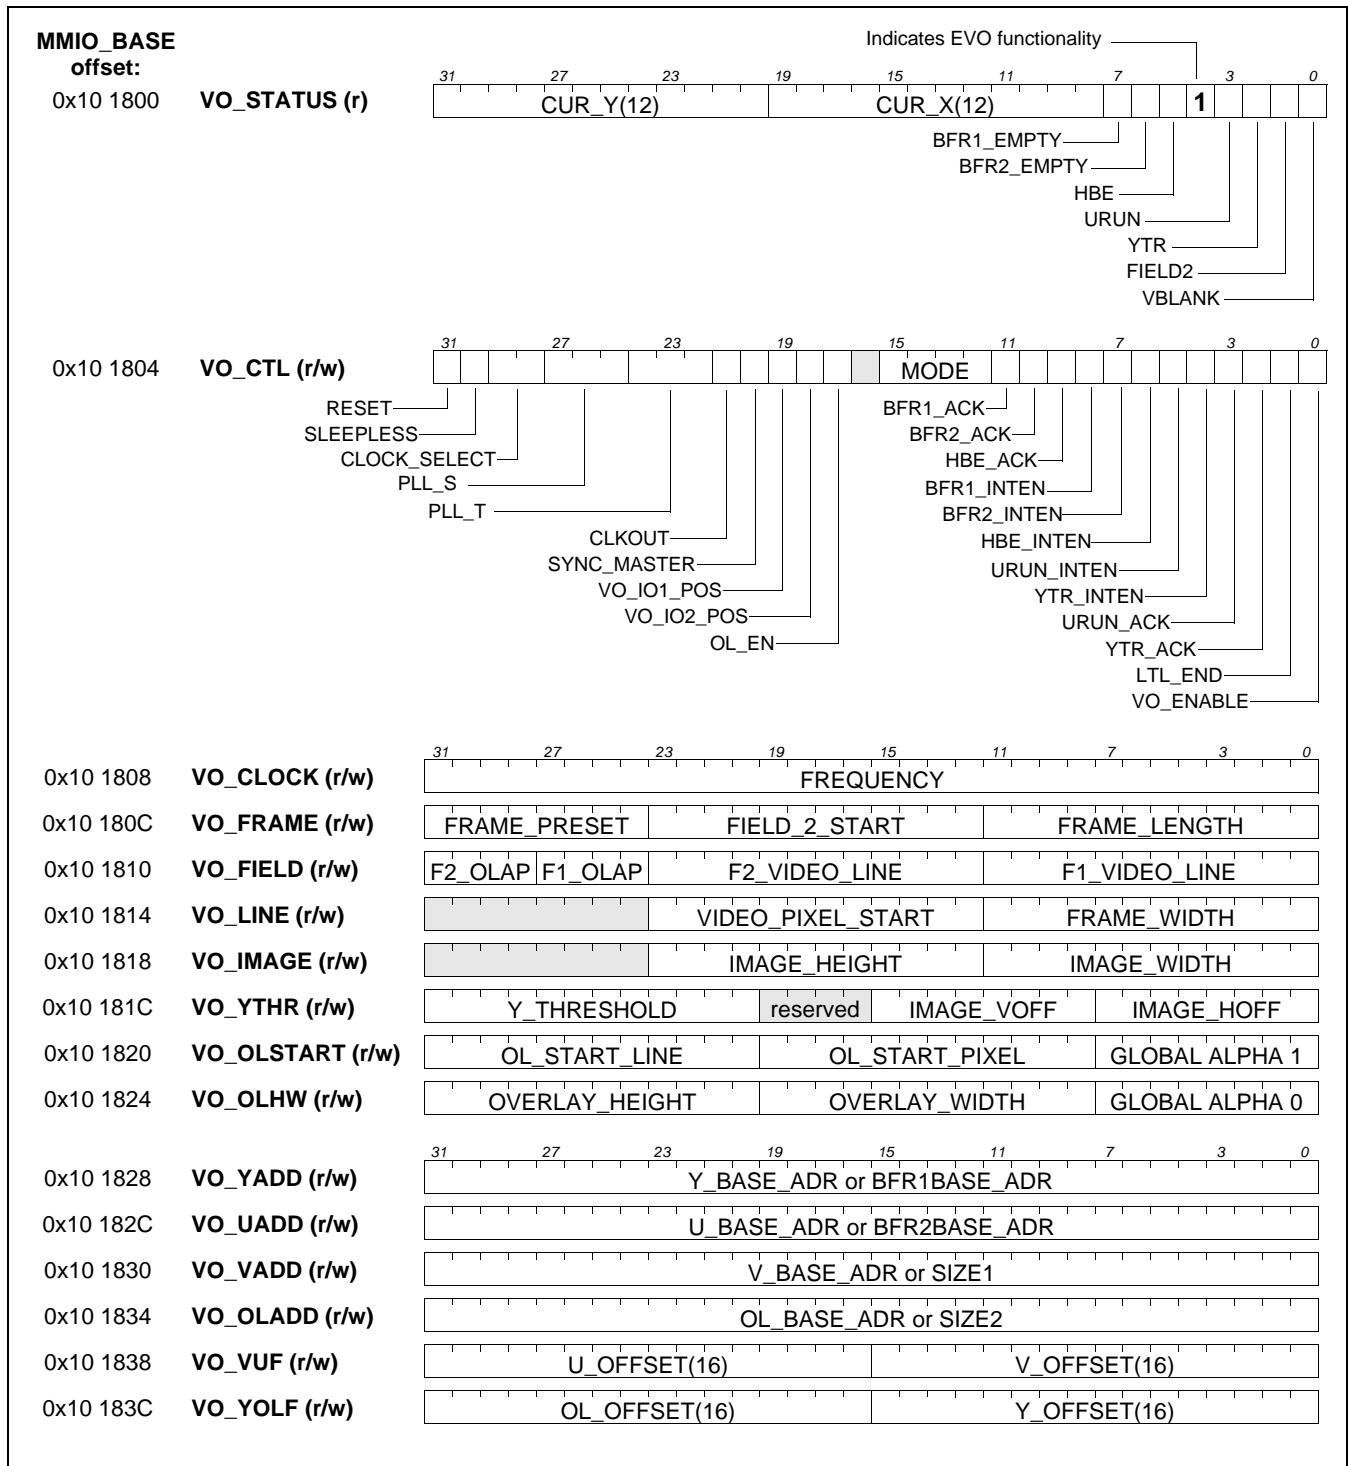 MMIO_BASE
offset:
Indicates EVO functionality
31 27 23 19 15 11 7 3 0
0x10 1800 VO_STATUS (r) CUR_Y(12) CUR_X(12) 1
BFR1_EMPTY
BFR2_EMPTY
HBE
URUN
YTR
FIELD2
VBLANK
31 27 23 19 15 11 7 3 0
0x10 1804 VO_CTL (r/w) MODE
RESET BFR1_ACK
SLEEPLESS BFR2_ACK
CLOCK_SELECT HBE_ACK
PLL_S BFR1_INTEN
PLL_T BFR2_INTEN
CLKOUT HBE_INTEN
SYNC_MASTER URUN_INTEN
VO_IO1_POS YTR_INTEN
VO_IO2_POS URUN_ACK
OL_EN YTR_ACK
LTL_END
VO_ENABLE
31 27 23 19 15 11 7 3 0
0x10 1808 VO_CLOCK (r/w) FREQUENCY
0x10 180C VO_FRAME (r/w) FRAME_PRESET FIELD_2_START FRAME_LENGTH
0x10 1810 VO_FIELD (r/w) F2_OLAP F1_OLAP F2_VIDEO_LINE F1_VIDEO_LINE
0x10 1814 VO_LINE (r/w) VIDEO_PIXEL_START FRAME_WIDTH
0x10 1818 VO_IMAGE (r/w) IMAGE_HEIGHT IMAGE_WIDTH
0x10 181C VO_YTHR (r/w) Y_THRESHOLD reserved IMAGE_VOFF IMAGE_HOFF
0x10 1820 VO_OLSTART (r/w) OL_START_LINE OL_START_PIXEL GLOBAL ALPHA 1
0x10 1824 VO_OLHW (r/w) OVERLAY_HEIGHT OVERLAY_WIDTH GLOBAL ALPHA 0
31 27 23 19 15 11 7 3 0
0x10 1828 VO_YADD (r/w) Y_BASE_ADR or BFR1BASE_ADR
0x10 182C VO_UADD (r/w) U_BASE_ADR or BFR2BASE_ADR
0x10 1830 VO_VADD (r/w) V_BASE_ADR or SIZE1
0x10 1834 VO_OLADD (r/w) OL_BASE_ADR or SIZE2
0x10 1838 VO_VUF (r/w) U_OFFSET(16) V_OFFSET(16)
0x10 183C VO_YOLF (r/w) OL_OFFSET(16) Y_OFFSET(16)